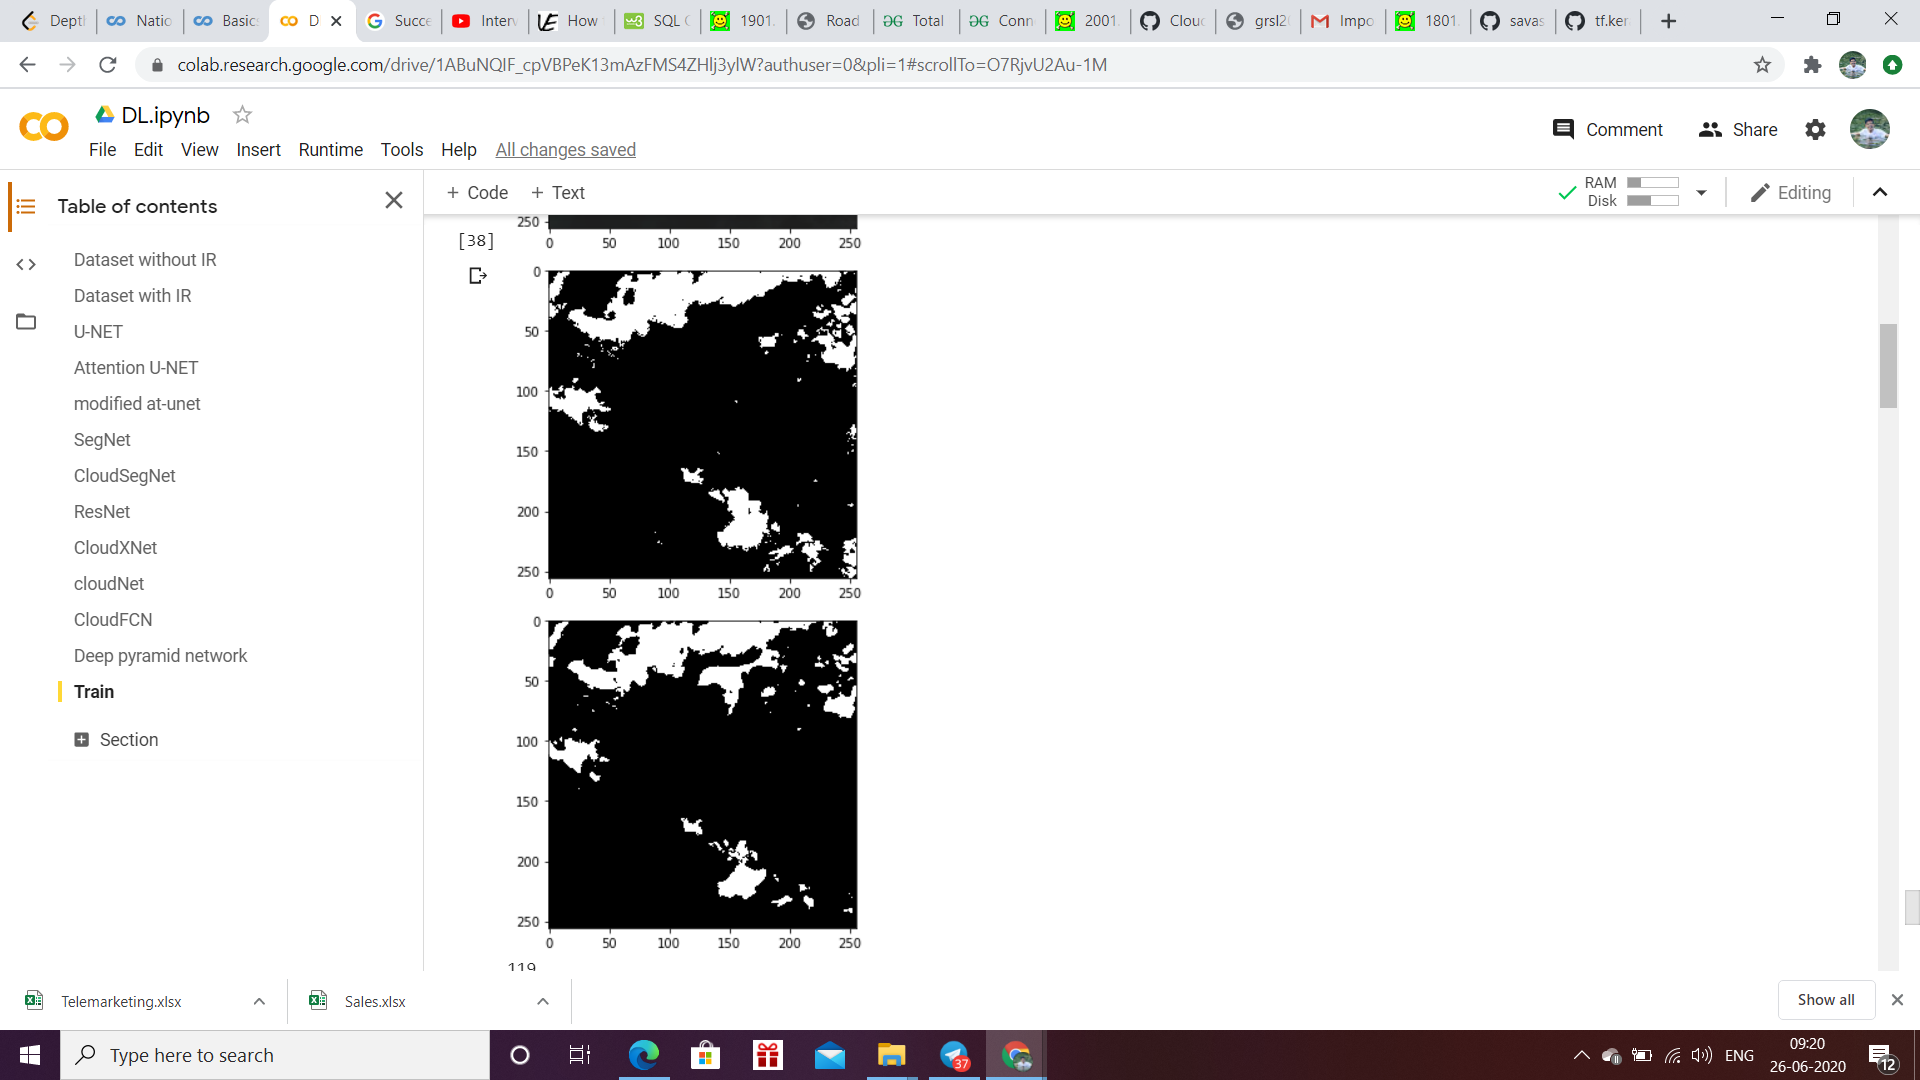 Depth
Natio
Basic
D
Succe
Interv
How
SQL
1901.
Road
Total
Conn
2001.
Cloud
grsl20
Impo
1801.
savas
tf.ker
colab.research.google.com/drive/1ABuNQIF_cpVBPeK13mAzFMS4ZHlj3ylW?authuser=0&pli=1#scrollTo=O7RjvU2Au-1M
DL.ipynb
File Edit View Insert Runtime Tools Help All changes saved
Comment
Share
Table of contents
+ Code + Text
RAM
Disk
Editing
Dataset without IR
Dataset with IR
U-NET
Attention U-NET
modified at-unet
SegNet
CloudSegNet
ResNet
CloudXNet
cloudNet
CloudFCN
Deep pyramid network
Train
Section
[38]
250
0 50 100 150 200 250
0
50
100
150
200
250
0 50 100 150 200 250
0
50
100
150
200
250
0 50 100 150 200 250
119
Telemarketing.xlsx
Sales.xlsx
Show all
Type here to search
37
ENG
09:20
26-06-2020
12